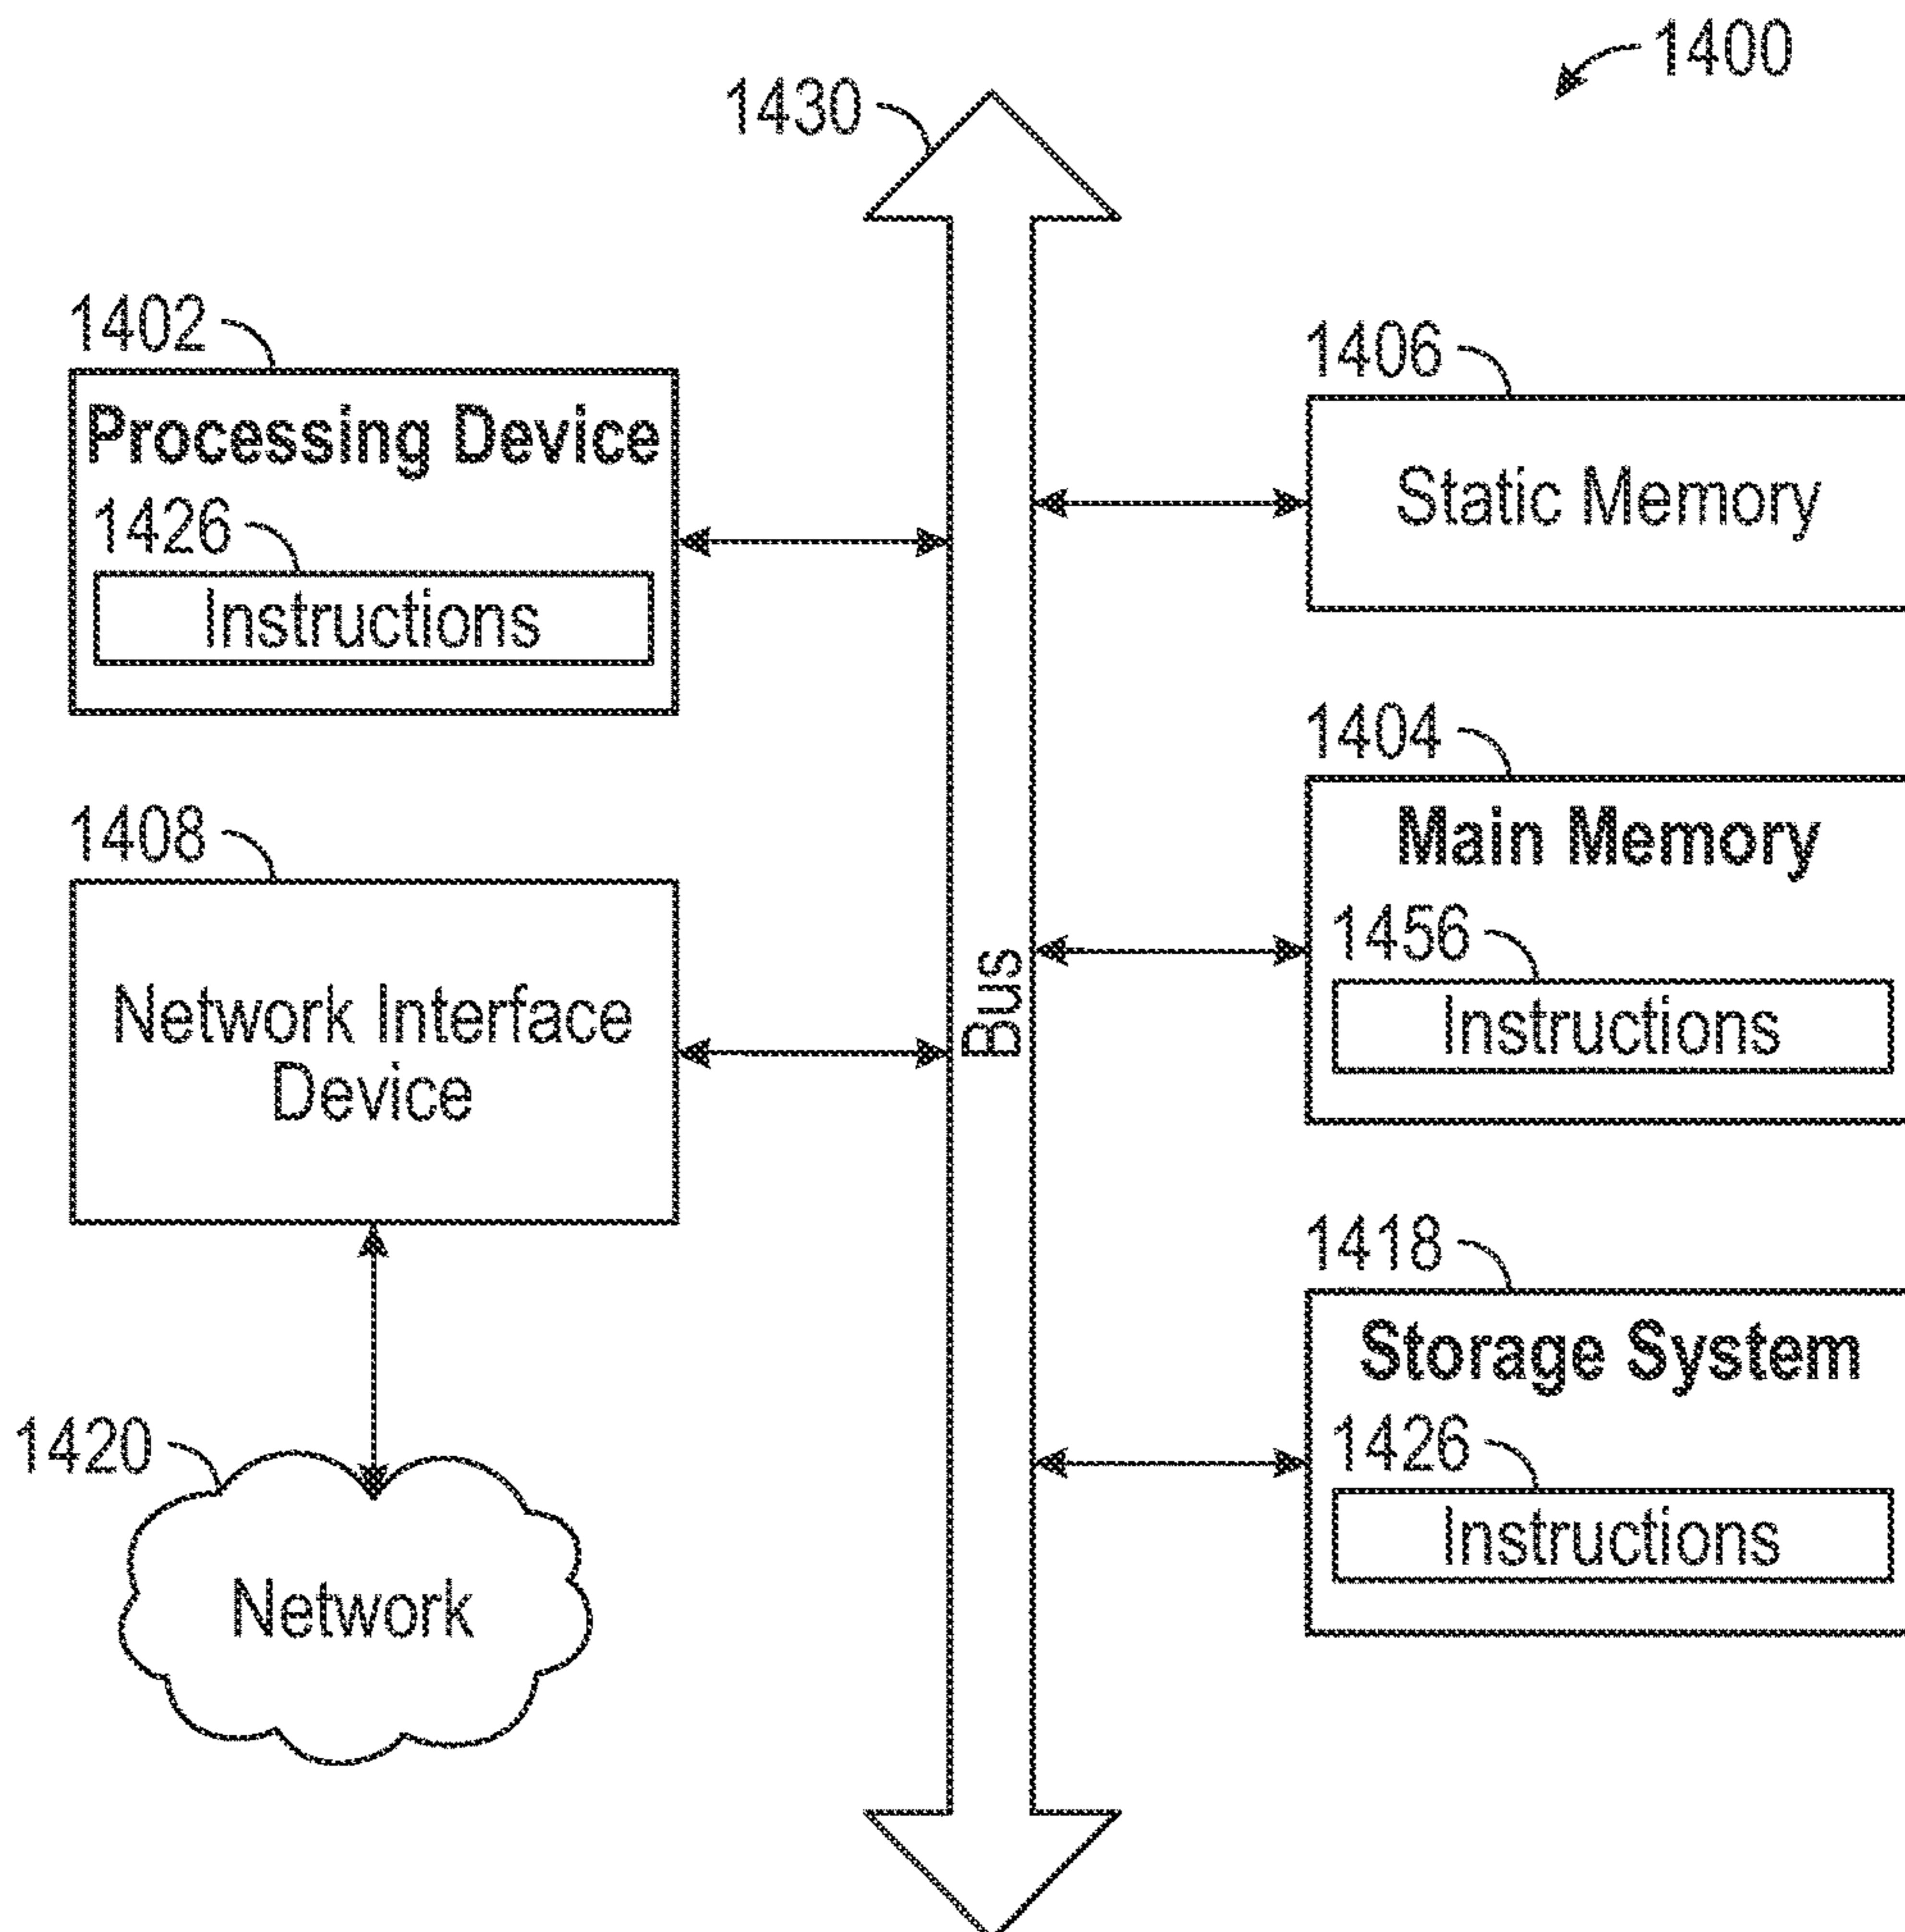 1400
1430
1402
Processing Device
1426
Instructions
1406
Static Memory
1404
Main Memory
1456
Instructions
1408
Network Interface
Device
Bus
1418
Storage System
1426
Instructions
1420
Network